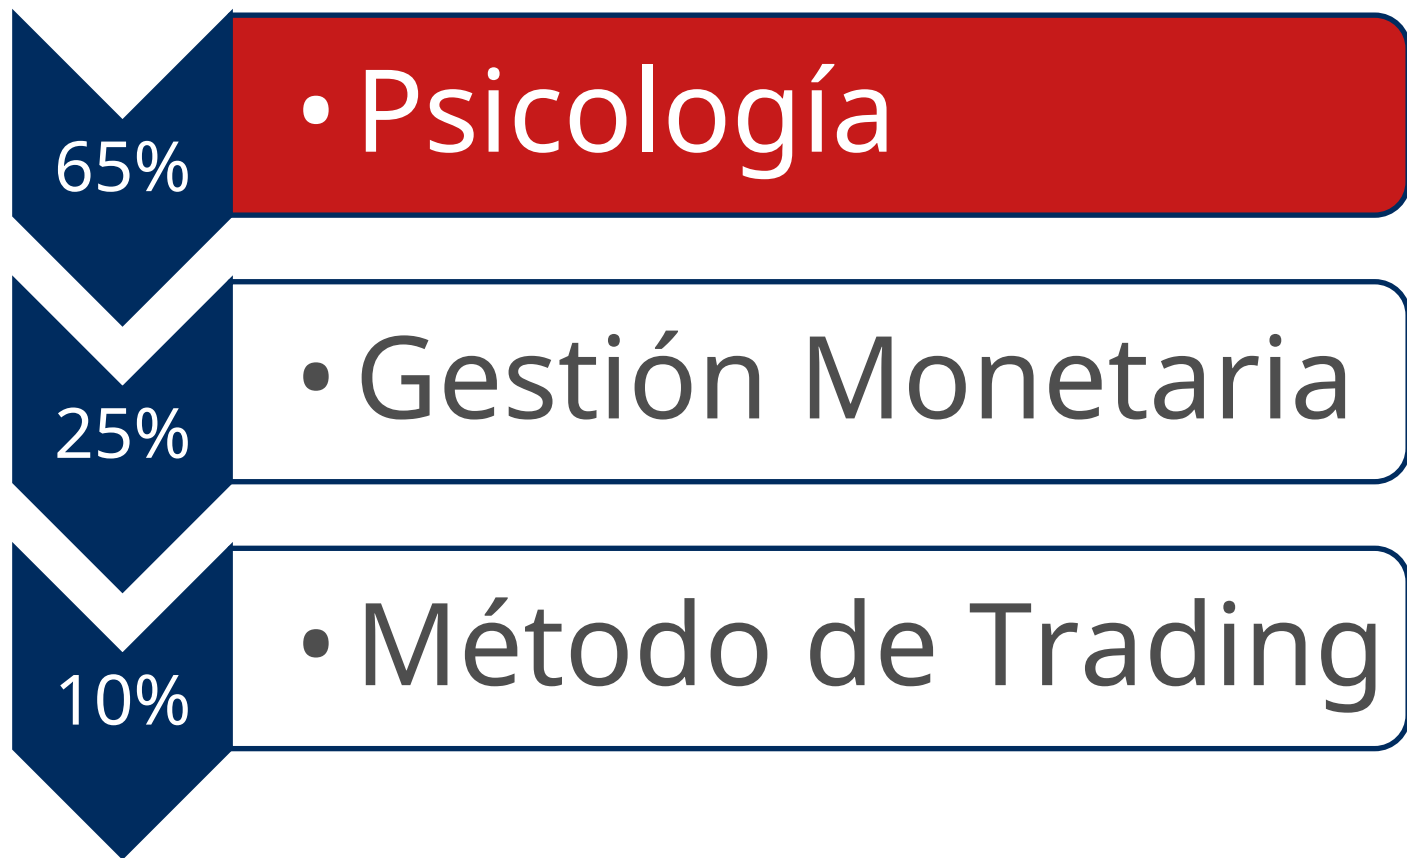 65%
• Psicología
25%
• Gestión Monetaria
10%
• Método de Trading